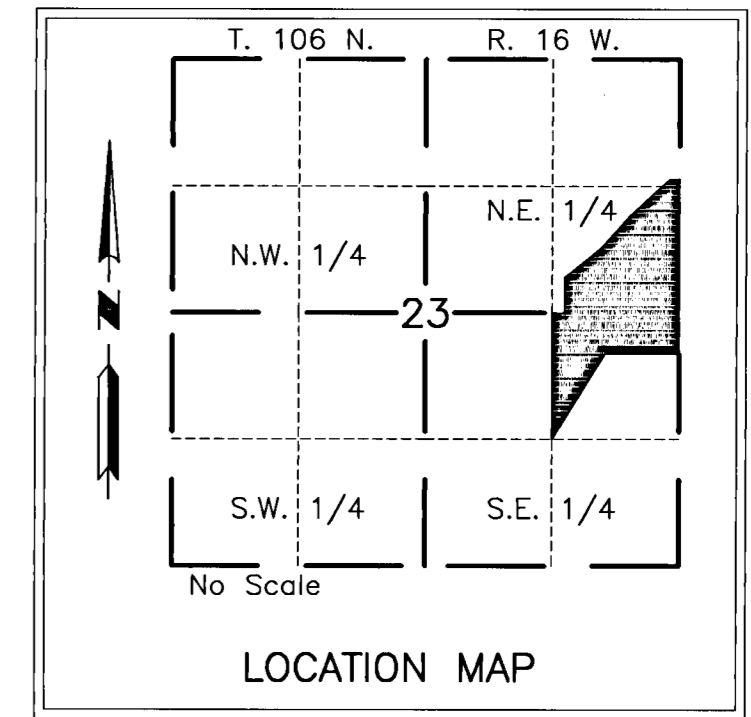 T. 106 N. R. 16 W.
N.E. 1/4
N.W. 1/4
N
23
S.W. 1/4 S.E. 1/4
No Scale
LOCATION MAP